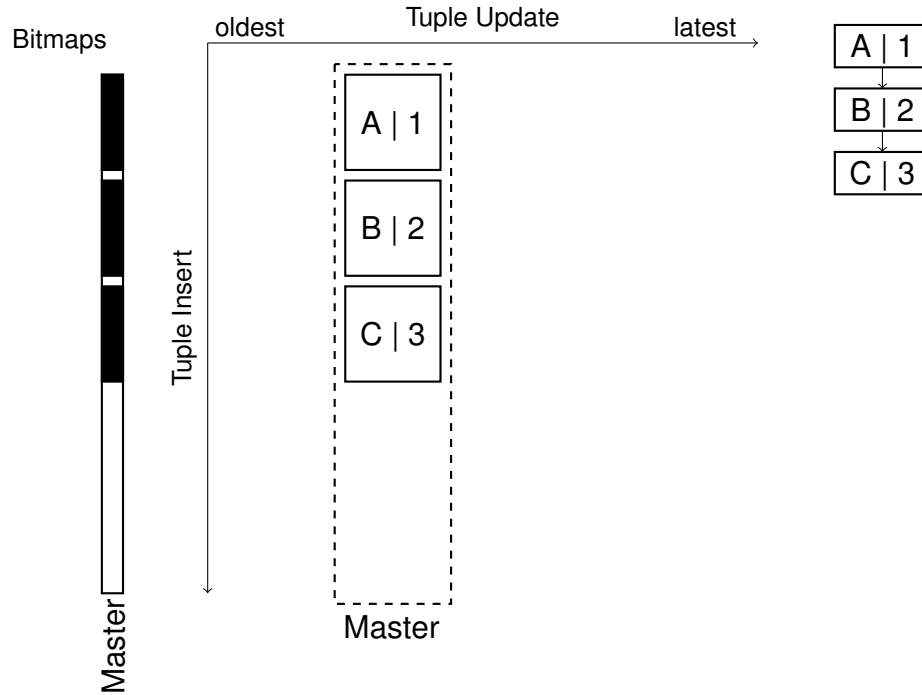 Bitmaps
oldest
Tuple Update
latest
Tuple Insert
A | 1
B | 2
C | 3
Master
Master
A | 1
B | 2
C | 3